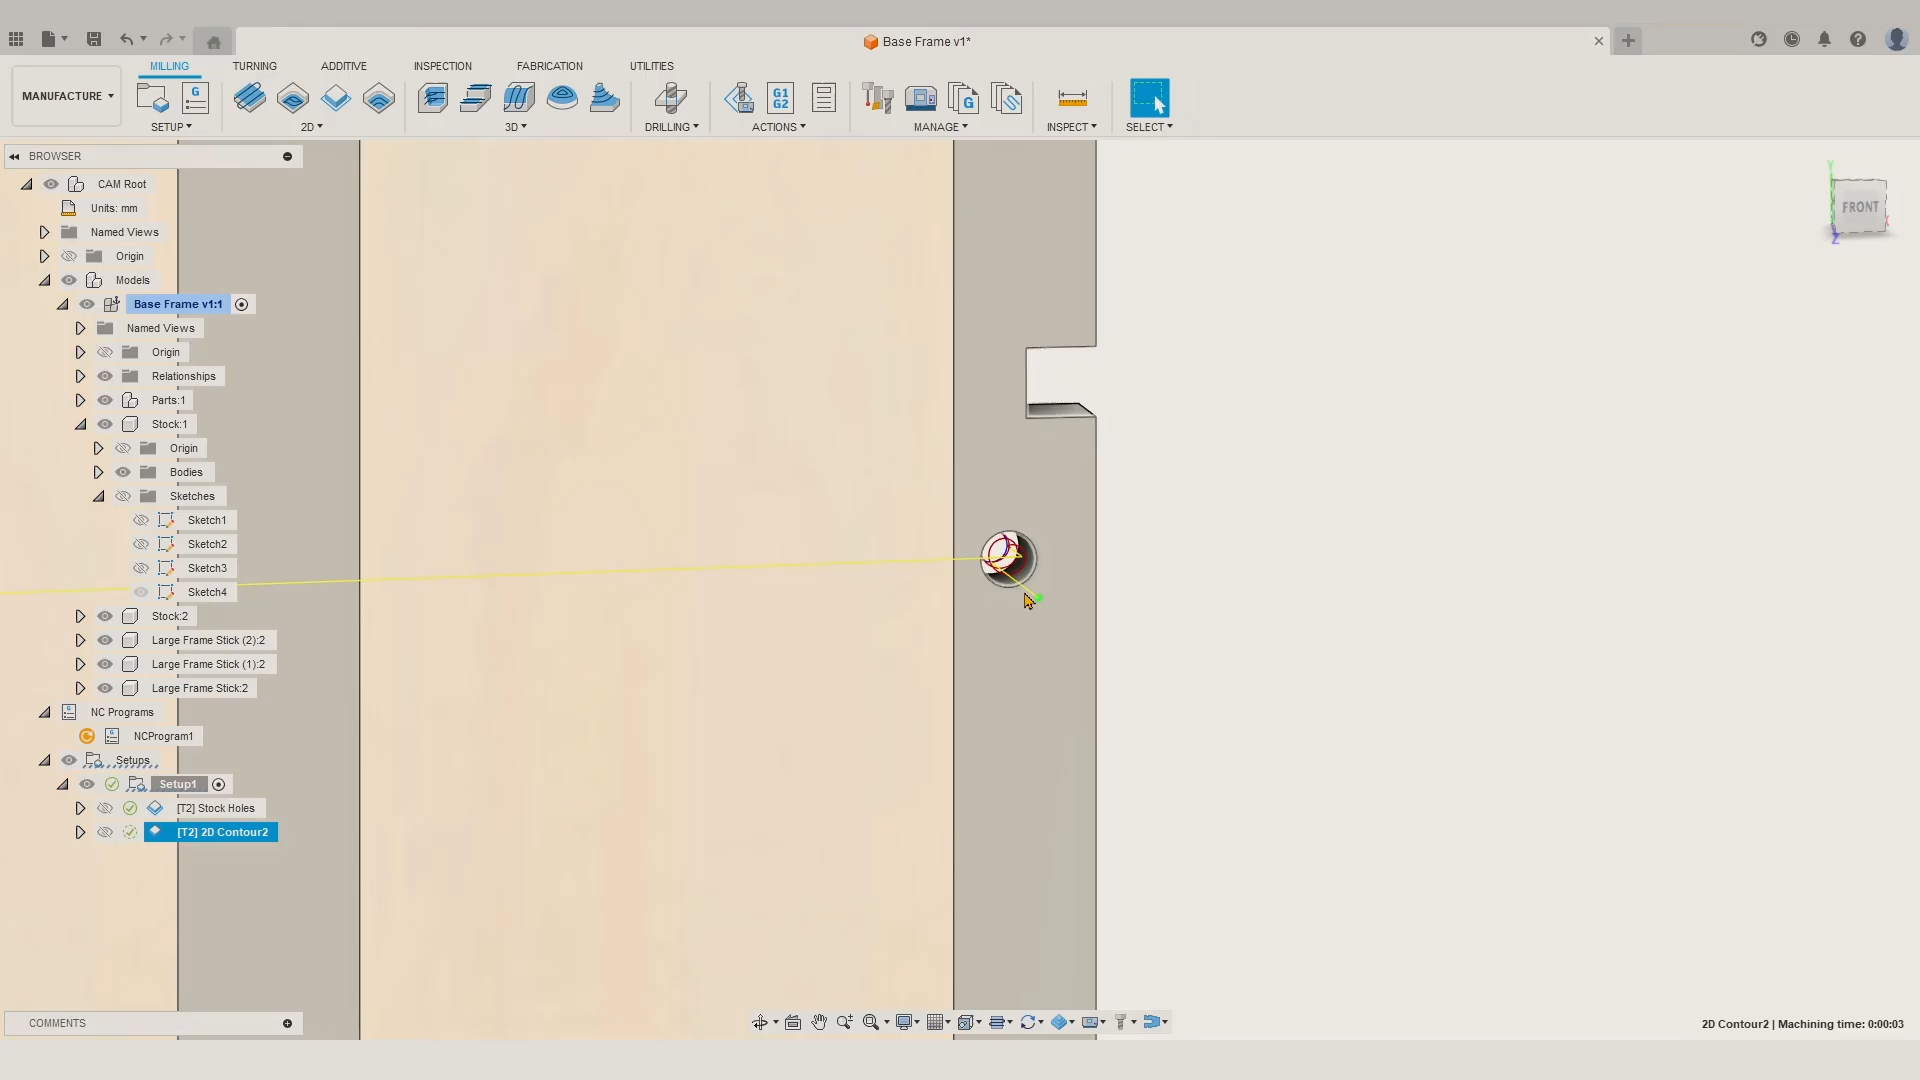 Base Frame v1*
MILLING TURNING ADDITIVE INSPECTION FABRICATION UTILITIES
MANUFACTURE
G
G1
G2
G
SETUP 2D 3D DRILLING ACTIONS MANAGE INSPECT SELECT
BROWSER
CAM Root
Units: mm
Named Views
Origin
Models
Base Frame v1:1
Named Views
Origin
Relationships
Parts:1
Stock:1
Origin
Bodies
Sketches
Sketch1
Sketch2
Sketch3
Sketch4
Stock:2
Large Frame Stick (2):2
Large Frame Stick (1):2
Large Frame Stick:2
NC Programs
NCProgram1
Setups
Setup1
[T2] Stock Holes
[T2] 2D Contour2
Y
FRONT
X
Z
COMMENTS
2D Contour2 | Machining time: 0:00:03